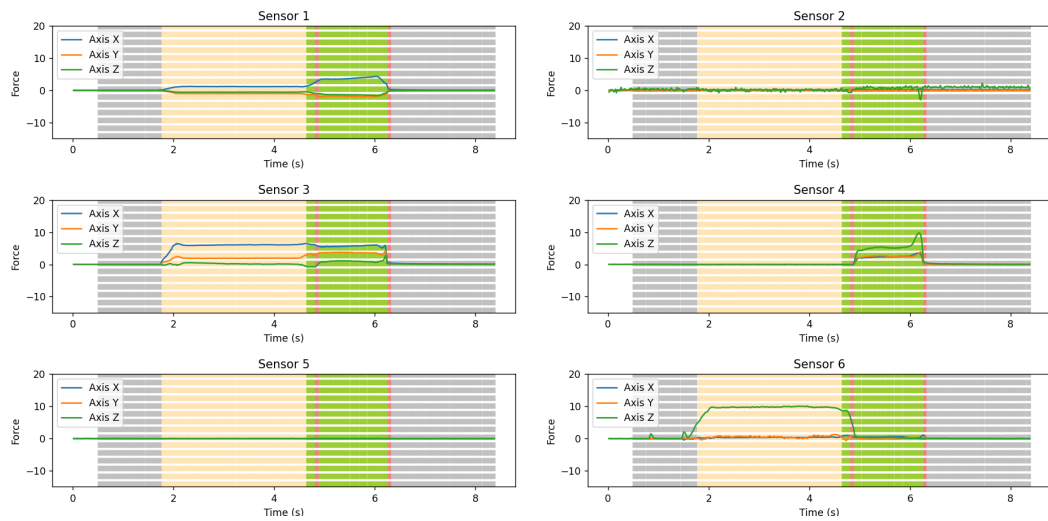 Sensor 1
20
10
0
−10
Force
Axis X
Axis Y
Axis Z
0
2
4
6
8
Time (s)
Sensor 2
20
10
0
−10
Force
Axis X
Axis Y
Axis Z
0
2
4
6
8
Time (s)
Sensor 3
20
10
0
−10
Force
Axis X
Axis Y
Axis Z
0
2
4
6
8
Time (s)
Sensor 4
20
10
0
−10
Force
Axis X
Axis Y
Axis Z
0
2
4
6
8
Time (s)
Sensor 5
20
10
0
−10
Force
Axis X
Axis Y
Axis Z
0
2
4
6
8
Time (s)
Sensor 6
20
10
0
−10
Force
Axis X
Axis Y
Axis Z
0
2
4
6
8
Time (s)